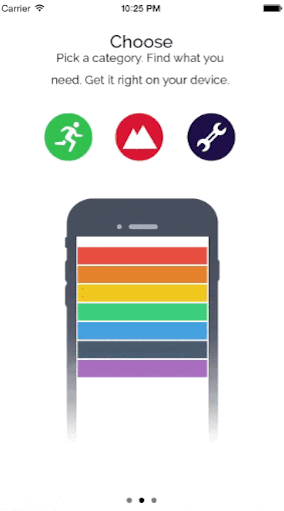 Carrier 10:25 PM
Choose
Pick a category. Find what you
need. Get it right on your device.